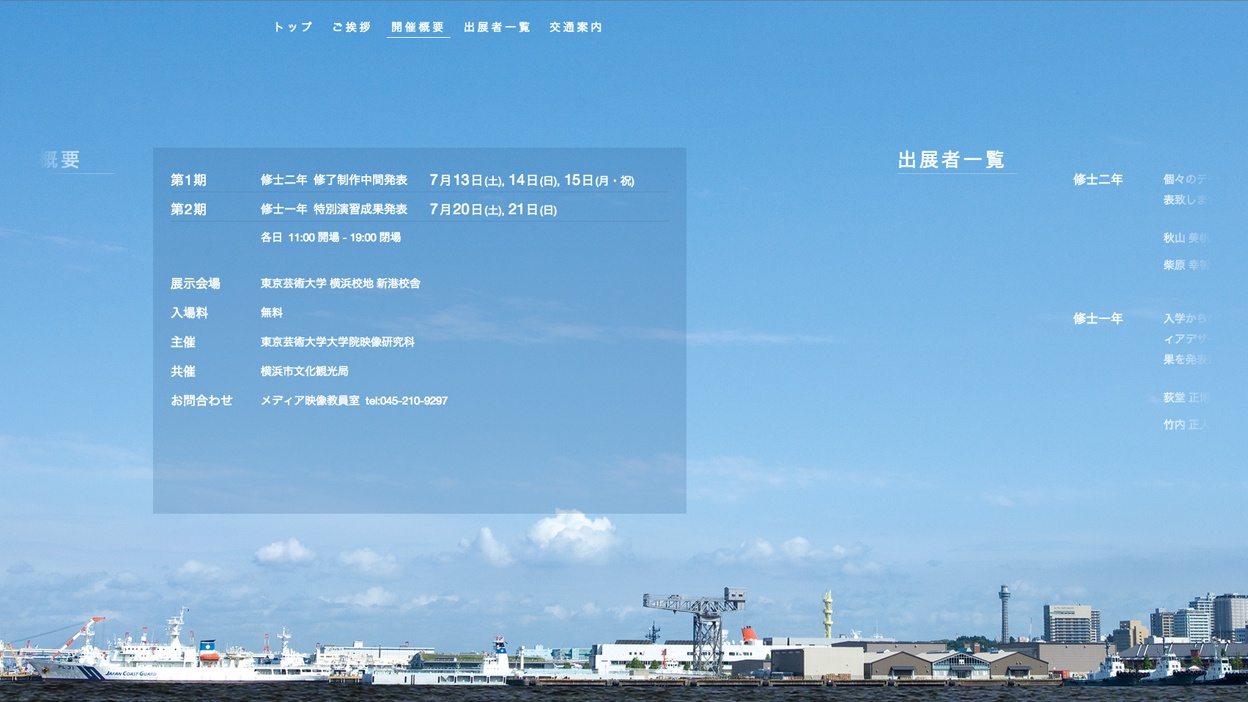 トップ ご挨拶 開催概要 出展者一覧 交通案内
概要
第1期 修士二年 修了制作中間発表 7月13日(土), 14日(日), 15日(月・祝)
第2期 修士一年 特別演習成果発表 7月20日(土), 21日(日)
各日 11:00 開場 - 19:00 閉場
展示会場 東京芸術大学 横浜校地 新港校舎
入場料 無料
主催 東京芸術大学大学院映像研究科
共催 横浜市文化観光局
お問合わせ メディア映像教員室 tel:045-210-9297
出展者一覧
修士二年 個々のデ
表致しま
秋山 美
柴原 幸
修士一年 入学から
ィアデザ
果を発表
荻堂 正
竹内 正人
JAPAN COAST GUARD